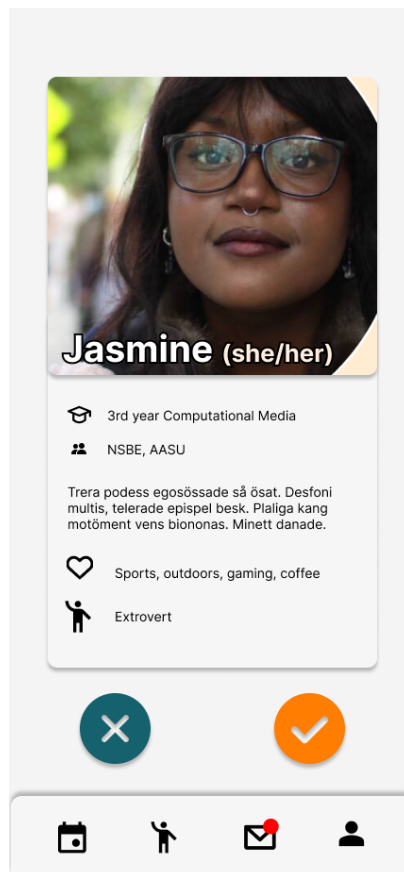 Jasmine (she/her)
3rd year Computational Media
NSBE, AASU
Trera podess egosössade så ösat. Desfoni
multis, telerade epispel besk. Plaliga kang
motöment vens biononas. Minett danade.
Sports, outdoors, gaming, coffee
Extrovert